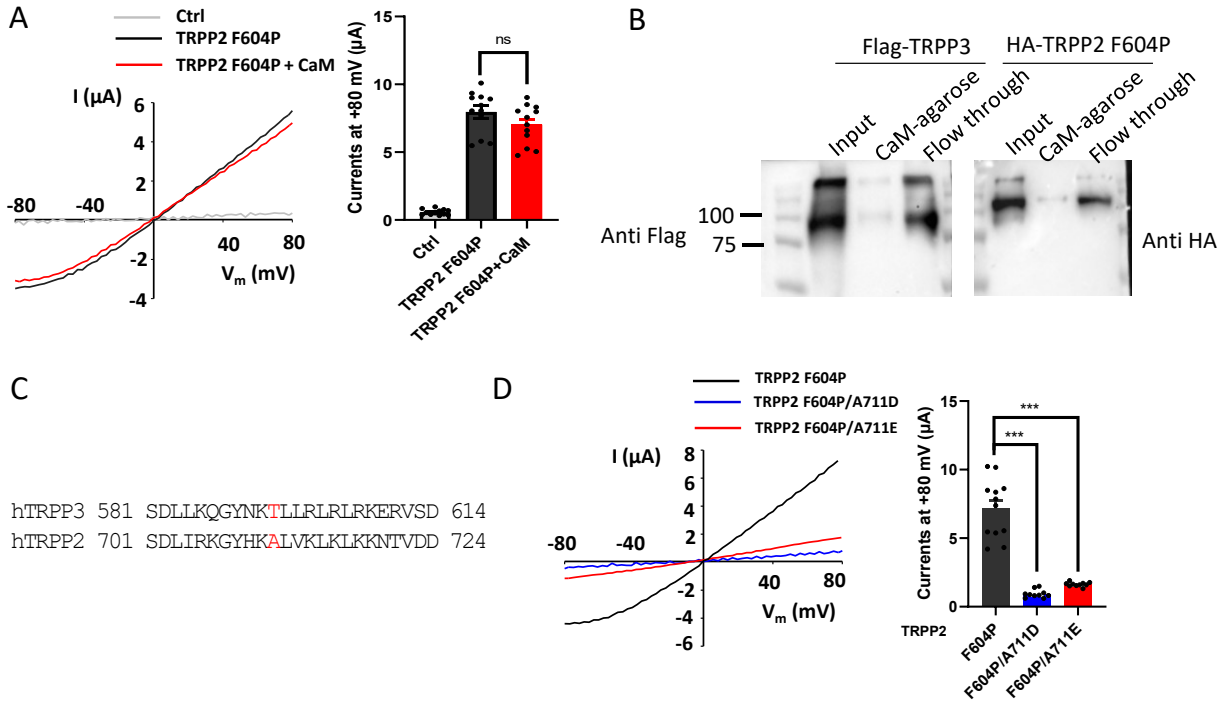 A
Ctrl
TRPP2 F604P
TRPP2 F604P + CaM
I (µA)
6
4
2
-2
-4
-80
-40
40
80
Vm (mV)
Currents at +80 mV (µA)
15
10
5
0
ns
Ctrl
TRPP2 F604P
TRPP2 F604P+CaM
B
Flag-TRPP3
HA-TRPP2 F604P
Input
CaM-agarose
Flow through
Input
CaM-agarose
Flow through
100
75
Anti Flag
Anti HA
C
hTRPP3 581 SDLLKQGYNKTLLRLRLRKERVSD 614
hTRPP2 701 SDLIRKGYHKALVKLKLKKNTVDD 724
D
TRPP2 F604P
TRPP2 F604P/A711D
TRPP2 F604P/A711E
I (µA)
8
6
4
2
-2
-4
-6
-80
-40
40
80
Vm (mV)
Currents at +80 mV (µA)
15
10
5
0
***
***
TRPP2
F604P
F604P/A711D
F604P/A711E